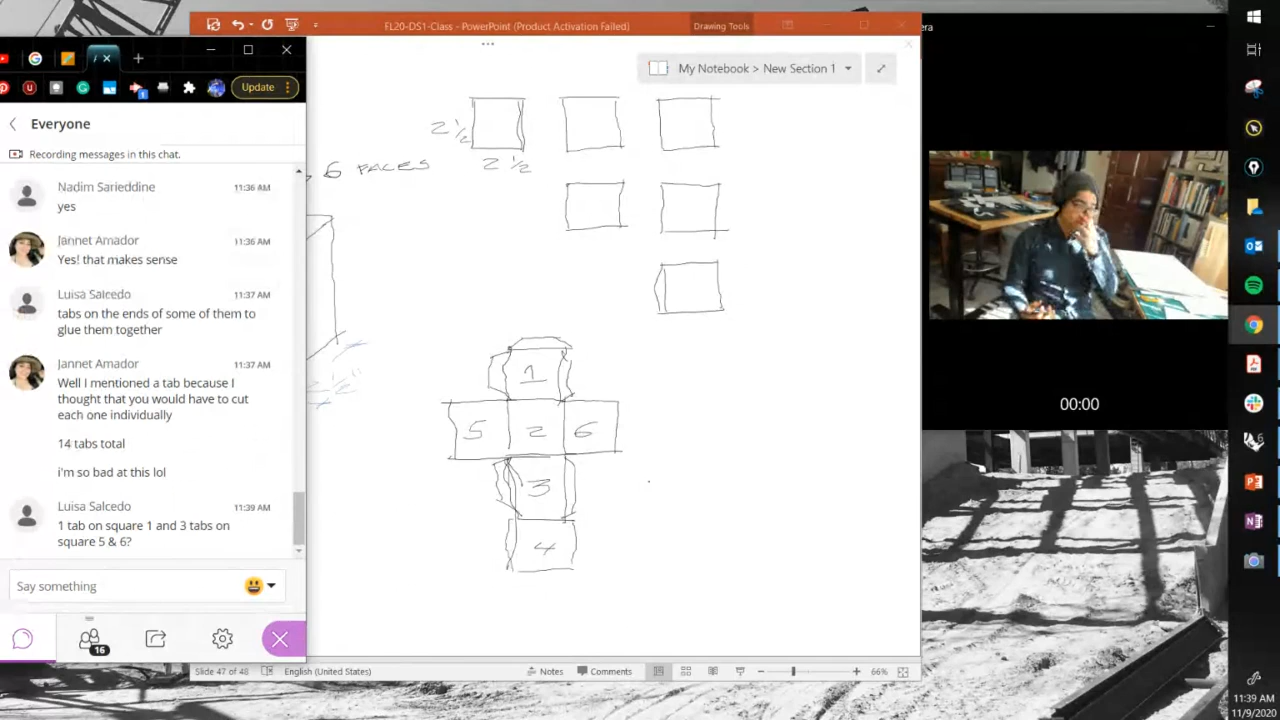 FL20-DS1-Class - PowerPoint (Product Activation Failed)
Drawing Tools
era
Update
My Notebook > New Section 1
Everyone
Recording messages in this chat.
Nadim Sarieddine
11:36 AM
yes
Jannet Amador
11:36 AM
Yes! that makes sense
Luisa Salcedo
11:37 AM
tabs on the ends of some of them to
glue them together
Jannet Amador
11:37 AM
Well I mentioned a tab because I
thought that you would have to cut
each one individually
14 tabs total
i'm so bad at this lol
Luisa Salcedo
11:39 AM
1 tab on square 1 and 3 tabs on
square 5 & 6?
Say something
16
2 ½
2 ½
6 FACES
1
5 2 6
3
4
00:00
Slide 47 of 48
English (United States)
Notes
Comments
66%
11:39 AM
11/9/2020